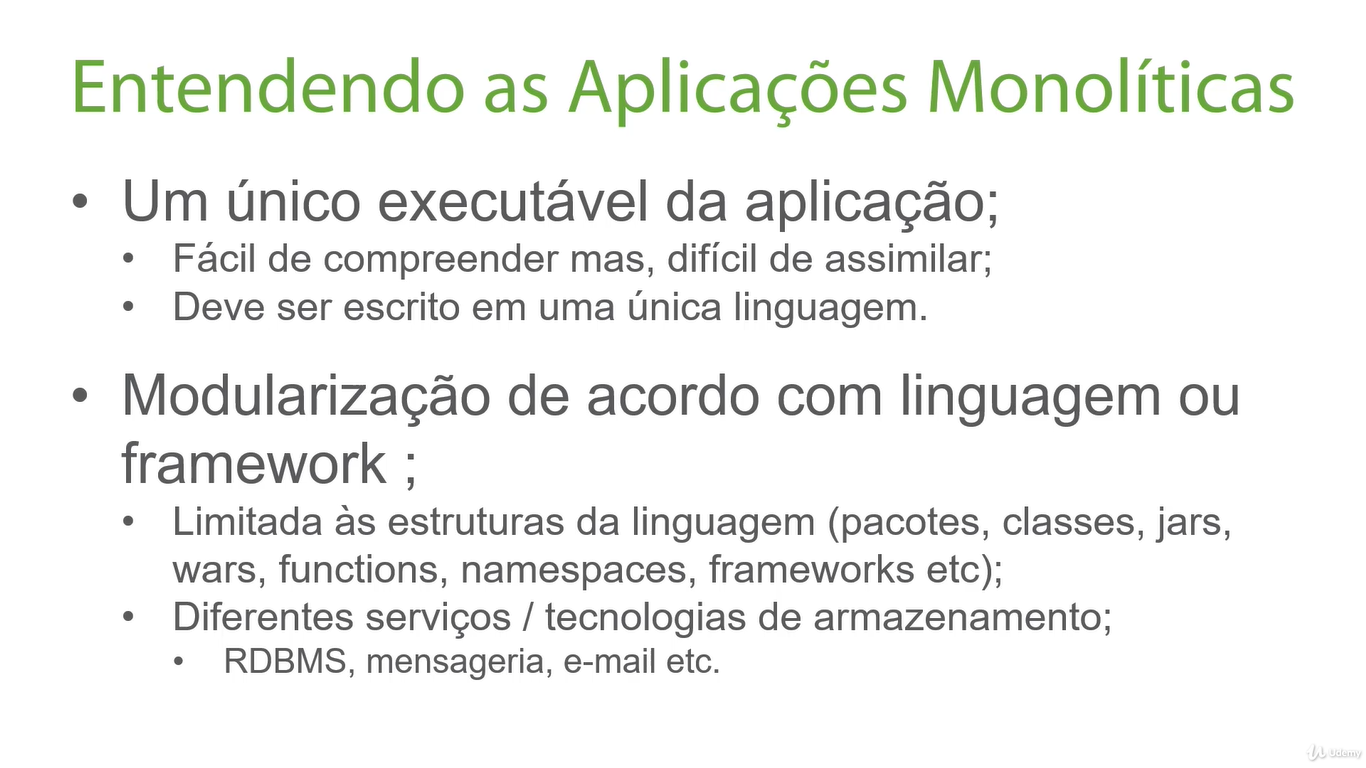 Entendendo as Aplicações Monolíticas
• Um único executável da aplicação;
• Fácil de compreender mas, difícil de assimilar;
• Deve ser escrito em uma única linguagem.
• Modularização de acordo com linguagem ou
framework ;
• Limitada às estruturas da linguagem (pacotes, classes, jars,
wars, functions, namespaces, frameworks etc);
• Diferentes serviços / tecnologias de armazenamento;
• RDBMS, mensageria, e-mail etc.
Udemy